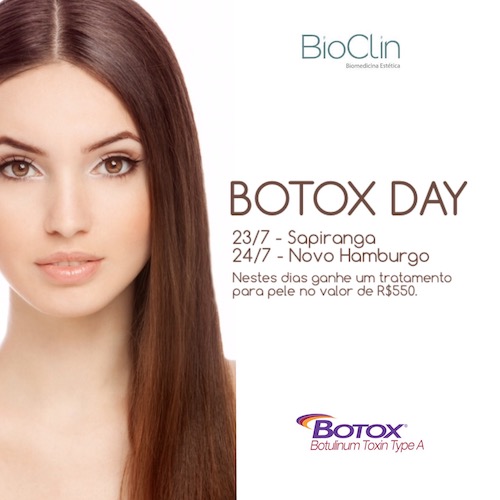 BioClin
Biomedicina Estética
BOTOX DAY
23/7 - Sapiranga
24/7 - Novo Hamburgo
Nestes dias ganhe um tratamento
para pele no valor de R$550.
BOTOX®
Botulinum Toxin Type A